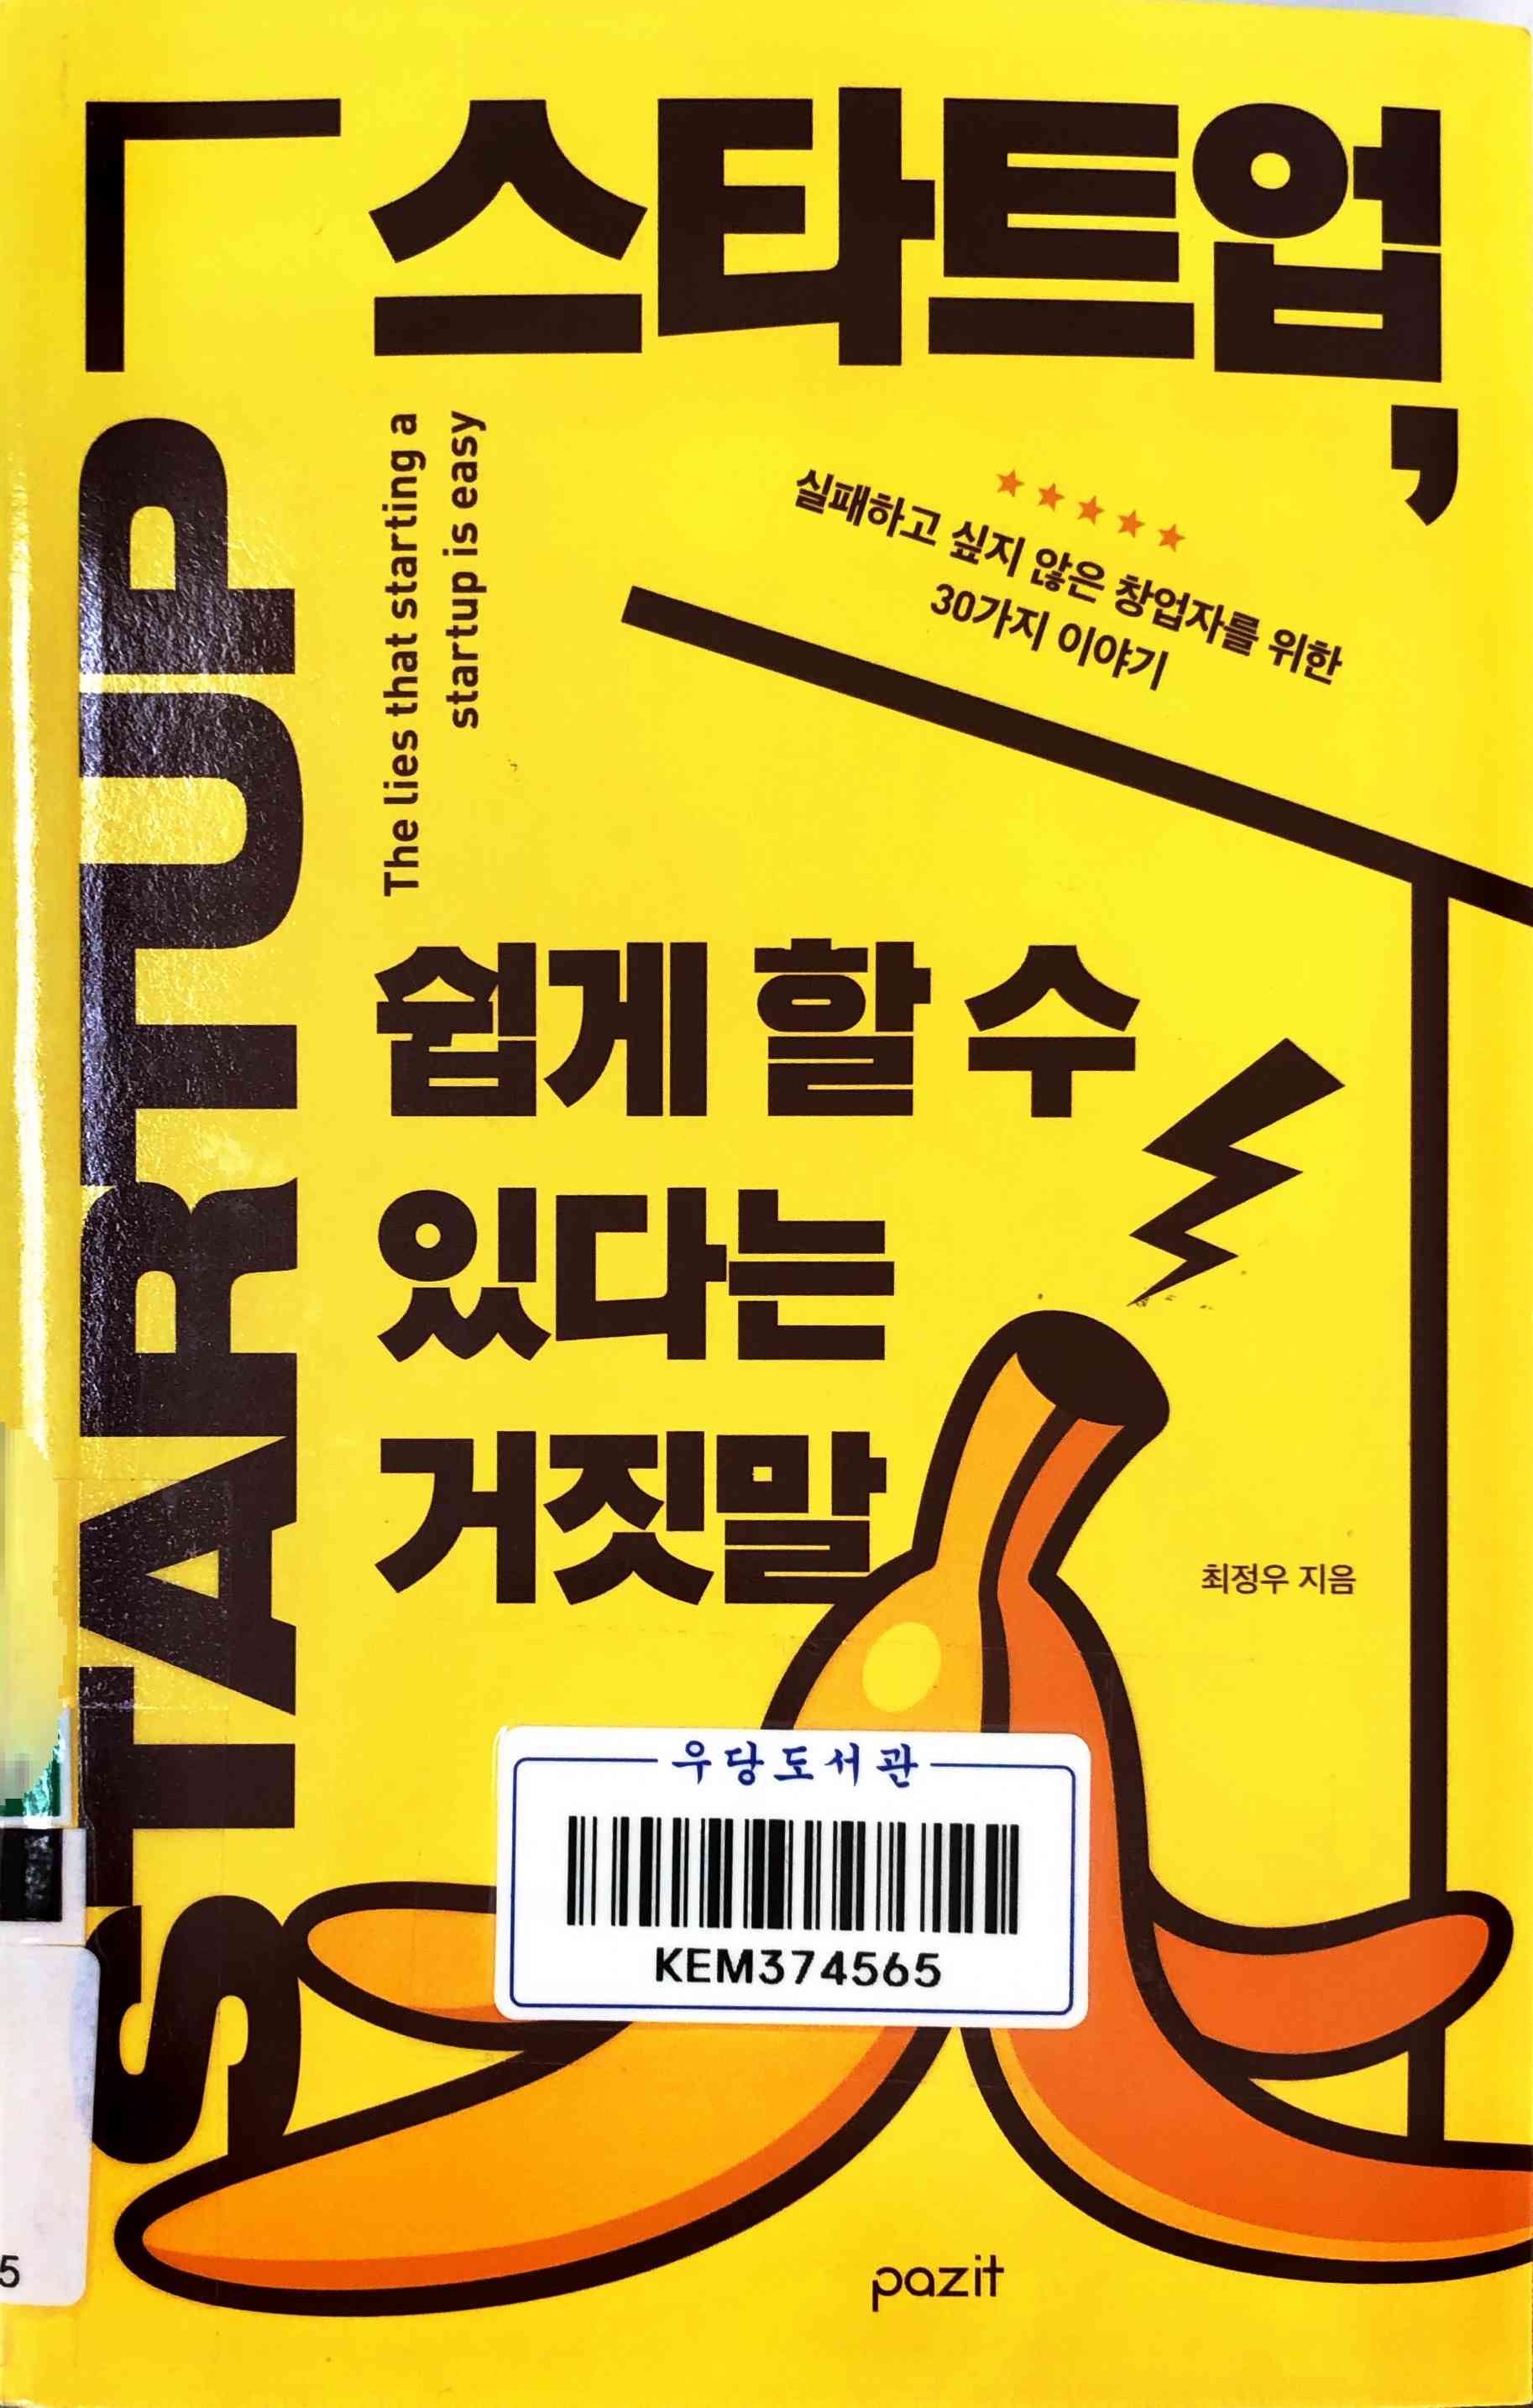 스타트업,
STARTUP
The lies that starting a
startup is easy
★★★★★
실패하고 싶지 않은 창업자를 위한
30가지 이야기
쉽게 할 수
있다는
거짓말
최정우 지음
우당도서관
KEM374565
5
pazit